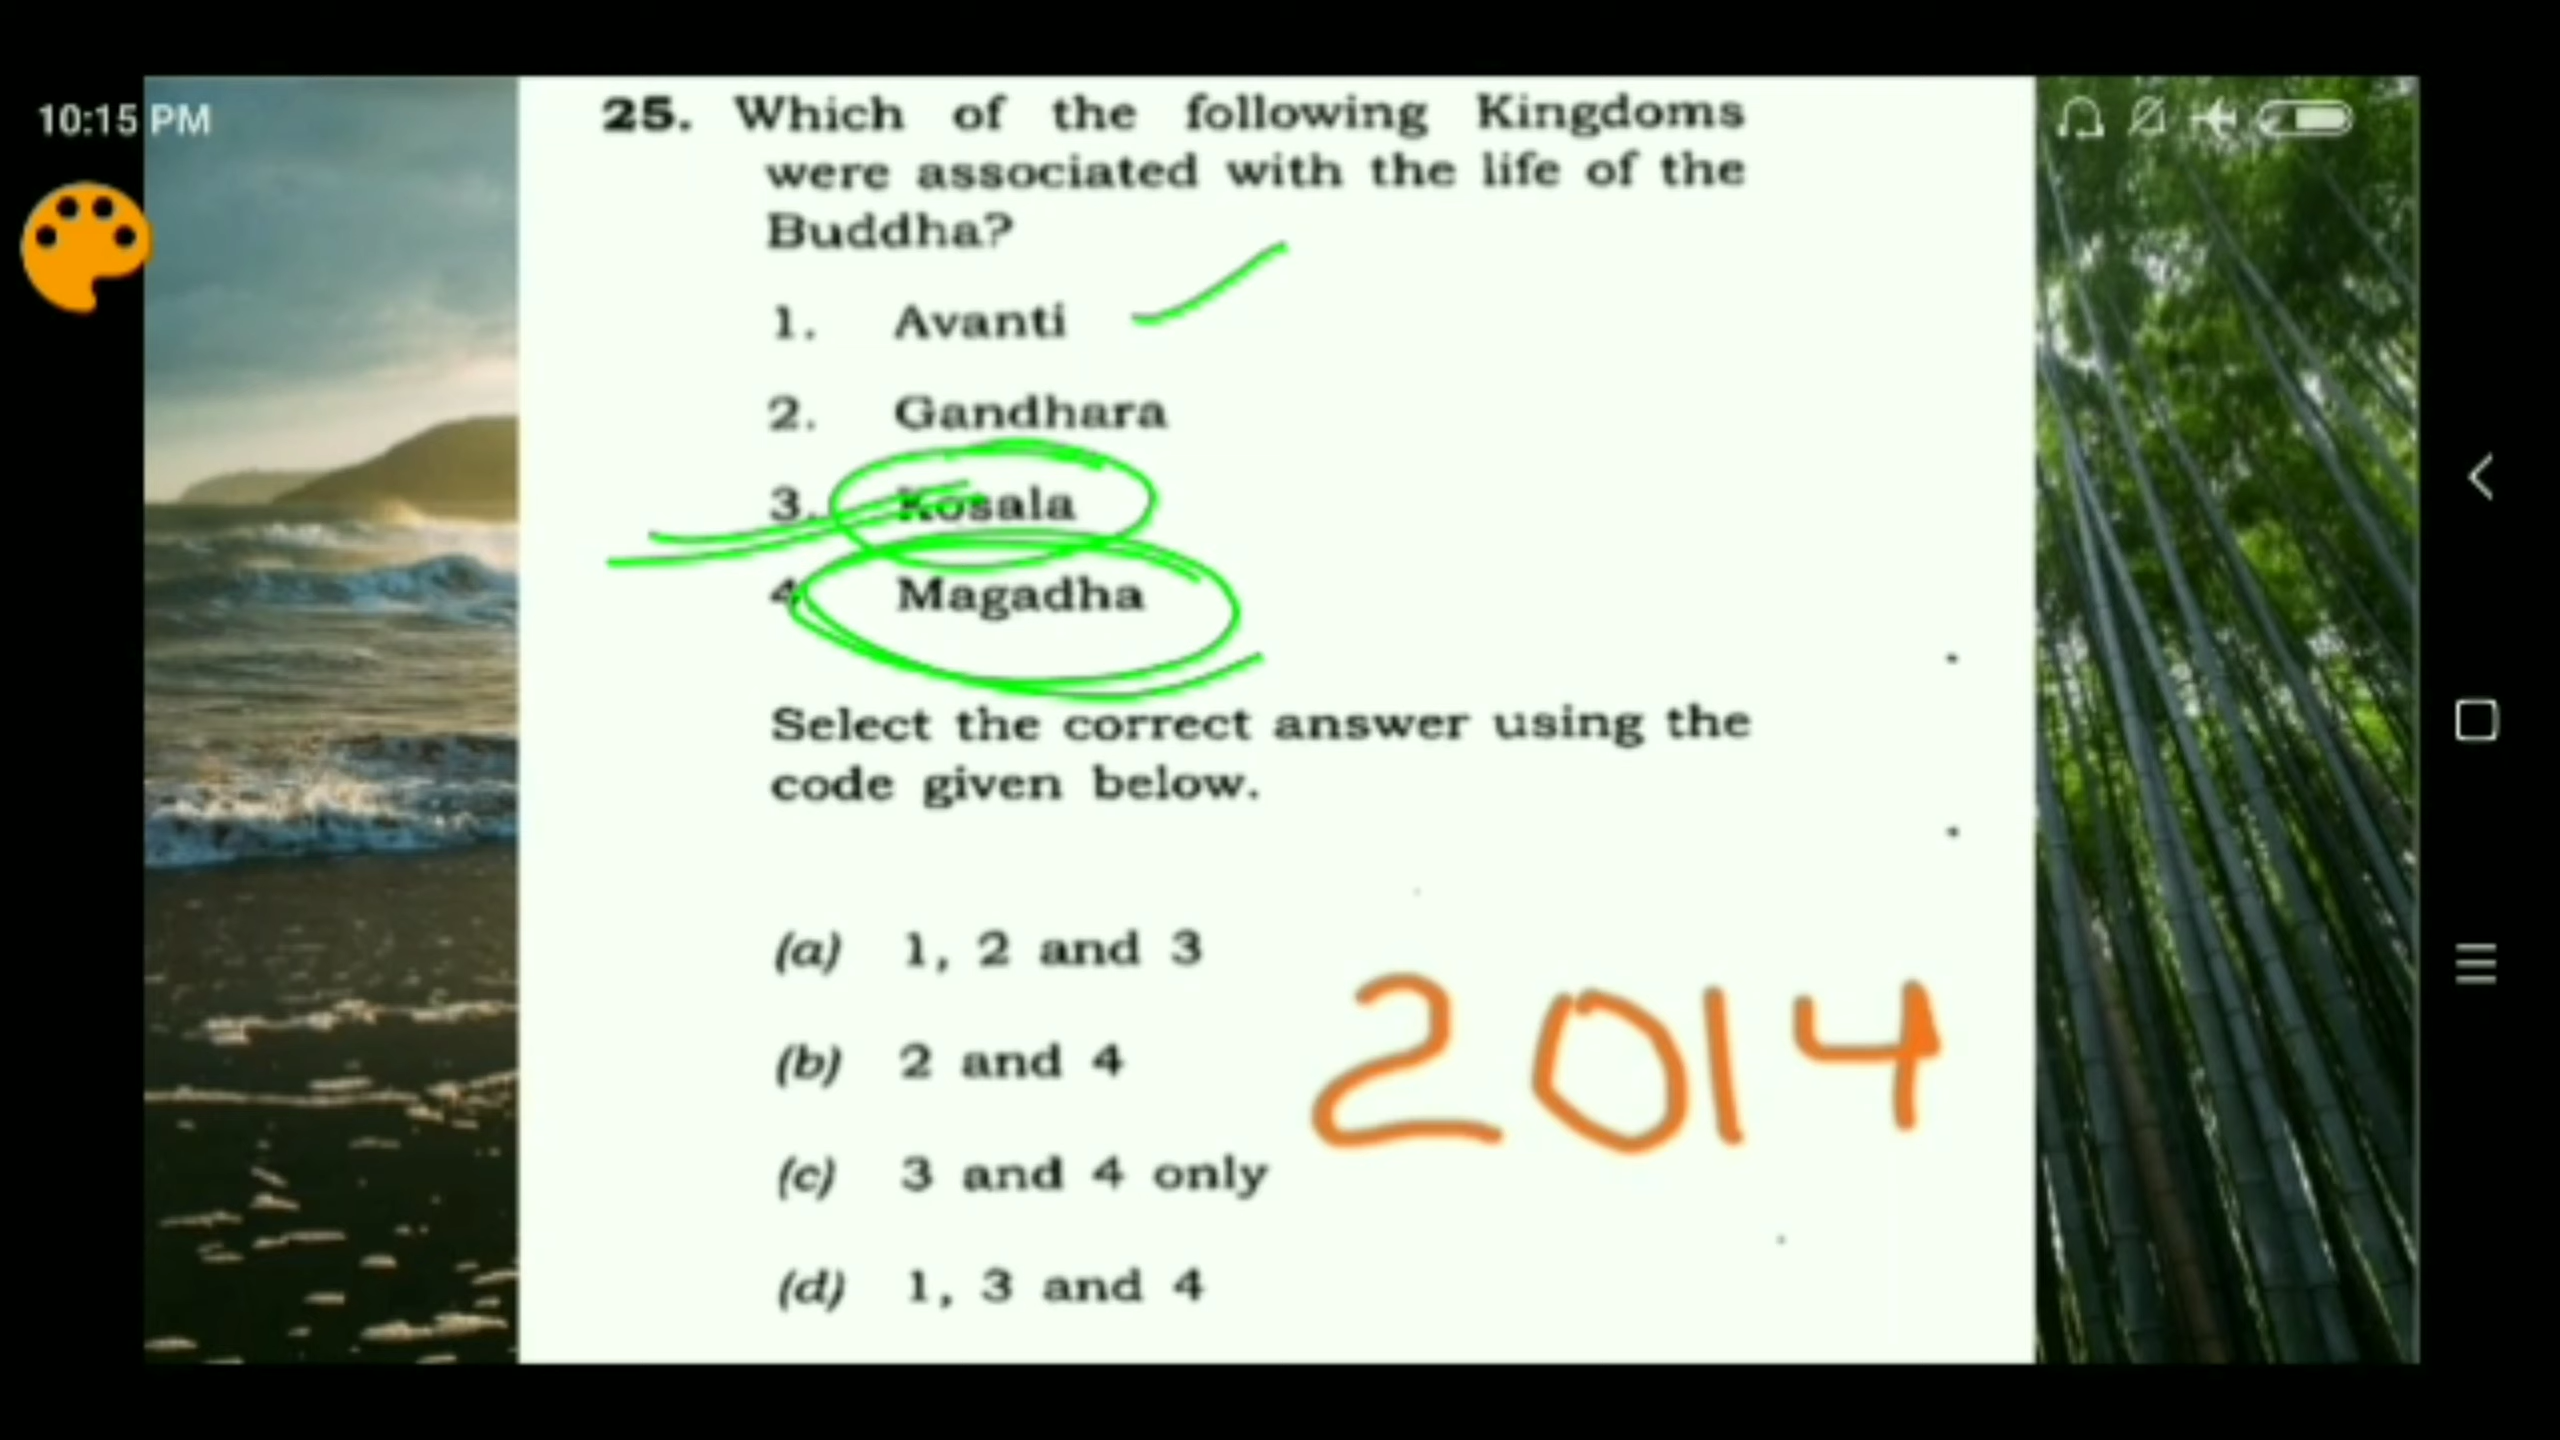 10:15 PM
25. Which of the following Kingdoms
were associated with the life of the
Buddha?
1. Avanti
2. Gandhara
3. Kosala
4 Magadha
Select the correct answer using the
code given below.
(a) 1, 2 and 3
(b) 2 and 4
(c) 3 and 4 only
(d) 1, 3 and 4
2014